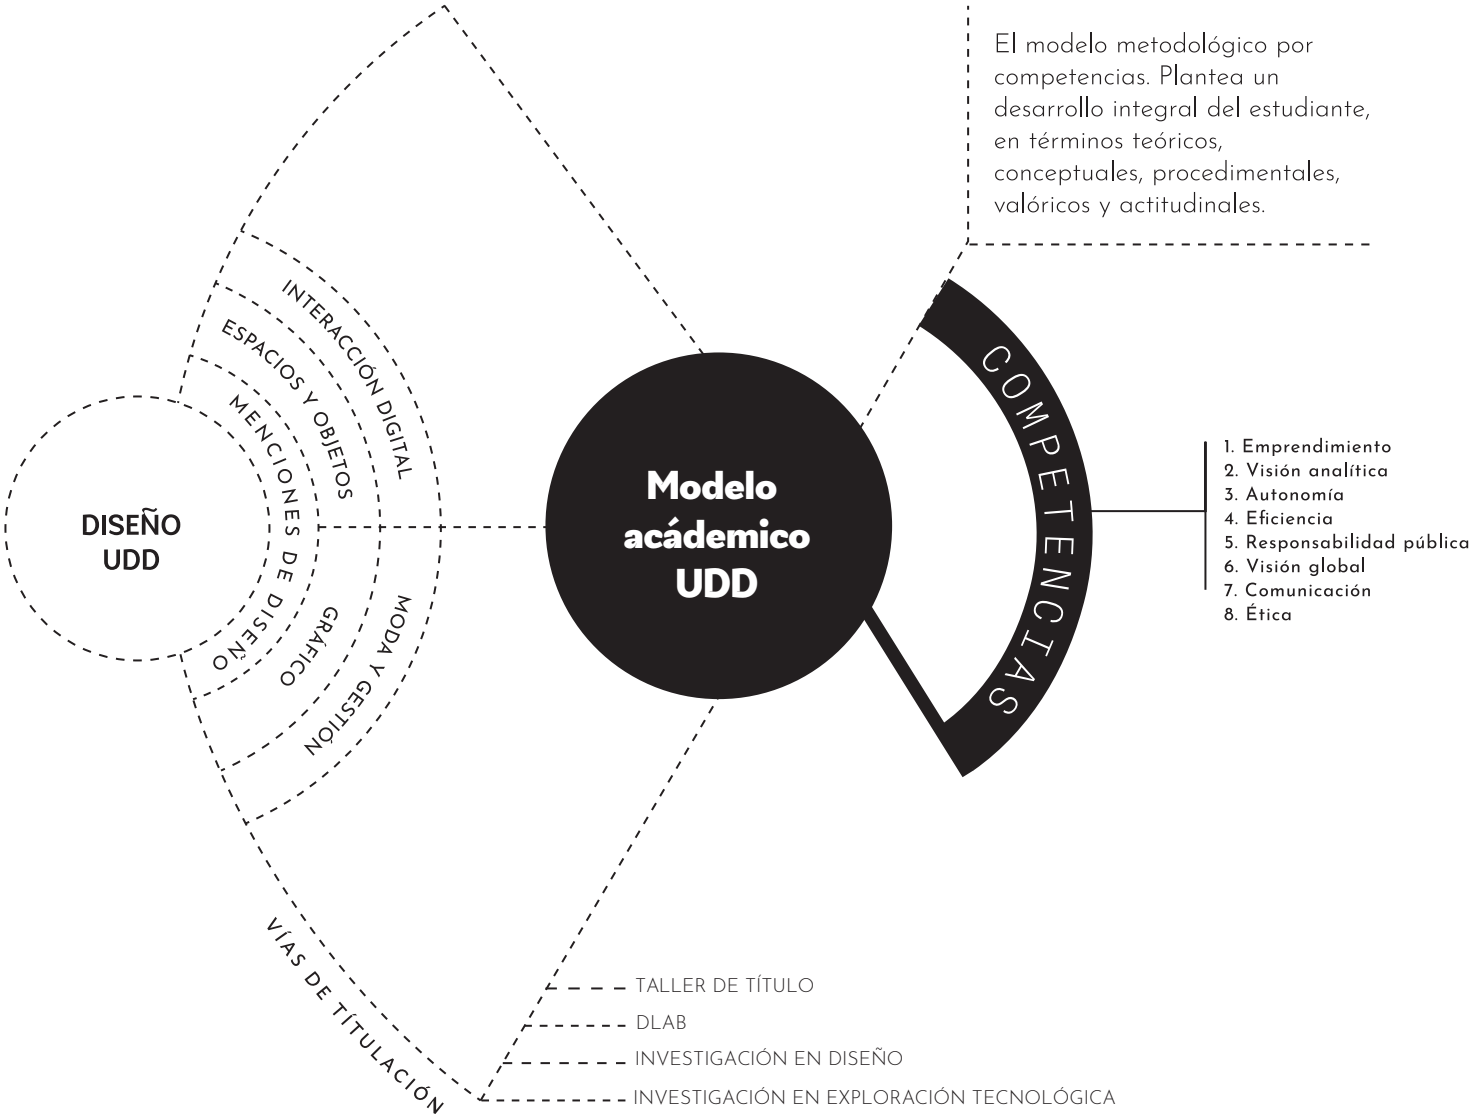 El modelo metodológico por
competencias. Plantea un
desarrollo integral del estudiante,
en términos teóricos,
conceptuales, procedimentales,
valóricos y actitudinales.
INTERACCIÓN DIGITAL
ESPACIOS Y OBJETOS
MENCIONES DE DISEÑO
GRÁFICO
MODA Y GESTIÓN
DISEÑO
UDD
Modelo
acádemico
UDD
COMPETENCIAS
1. Emprendimiento
2. Visión analítica
3. Autonomía
4. Eficiencia
5. Responsabilidad pública
6. Visión global
7. Comunicación
8. Ética
VÍAS DE TÍTULACIÓN
TALLER DE TÍTULO
DLAB
INVESTIGACIÓN EN DISEÑO
INVESTIGACIÓN EN EXPLORACIÓN TECNOLÓGICA